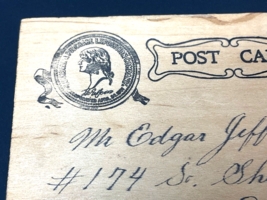 POST CA
Mr Edgar Jeff
#174 So. Sh